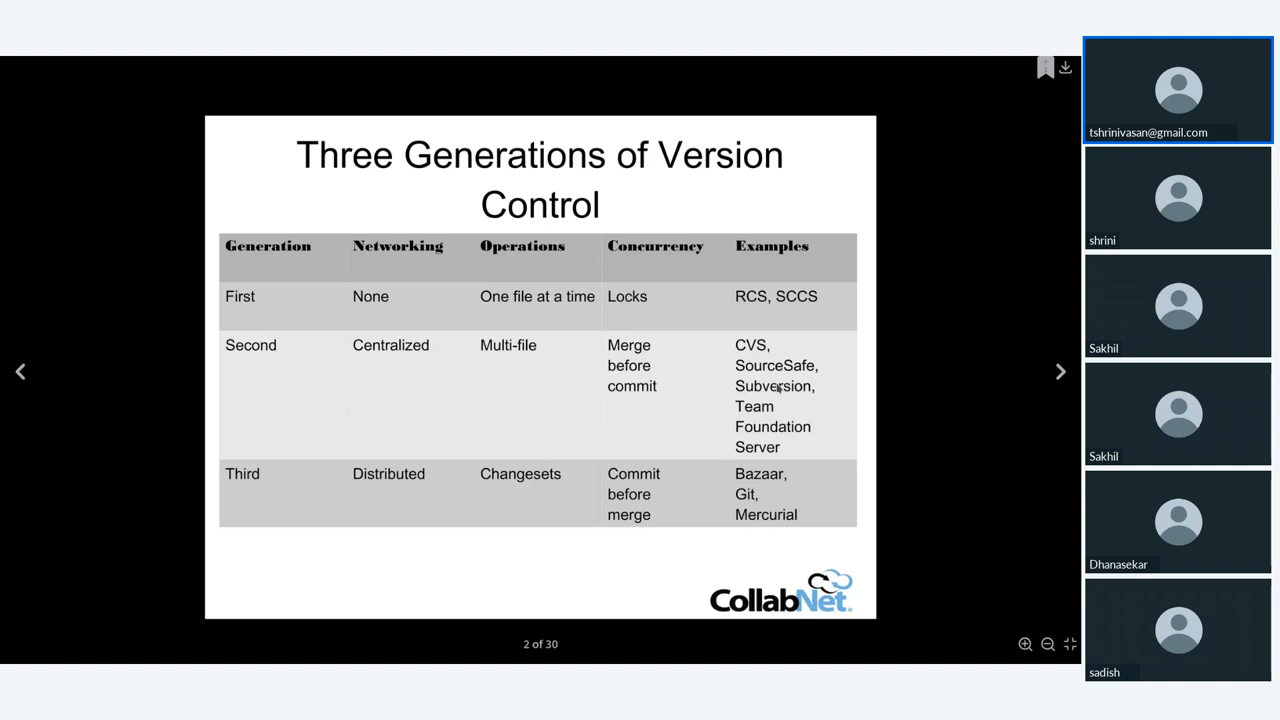 Three Generations of Version
Control
Generation Networking Operations Concurrency Examples
First None One file at a time Locks RCS, SCCS
Second Centralized Multi-file Merge before commit CVS, SourceSafe, Subversion, Team Foundation Server
Third Distributed Changesets Commit before merge Bazaar, Git, Mercurial
CollabNet
2 of 30
tshrinivasan@gmail.com
shrini
Sakhil
Sakhil
Dhanasekar
sadish